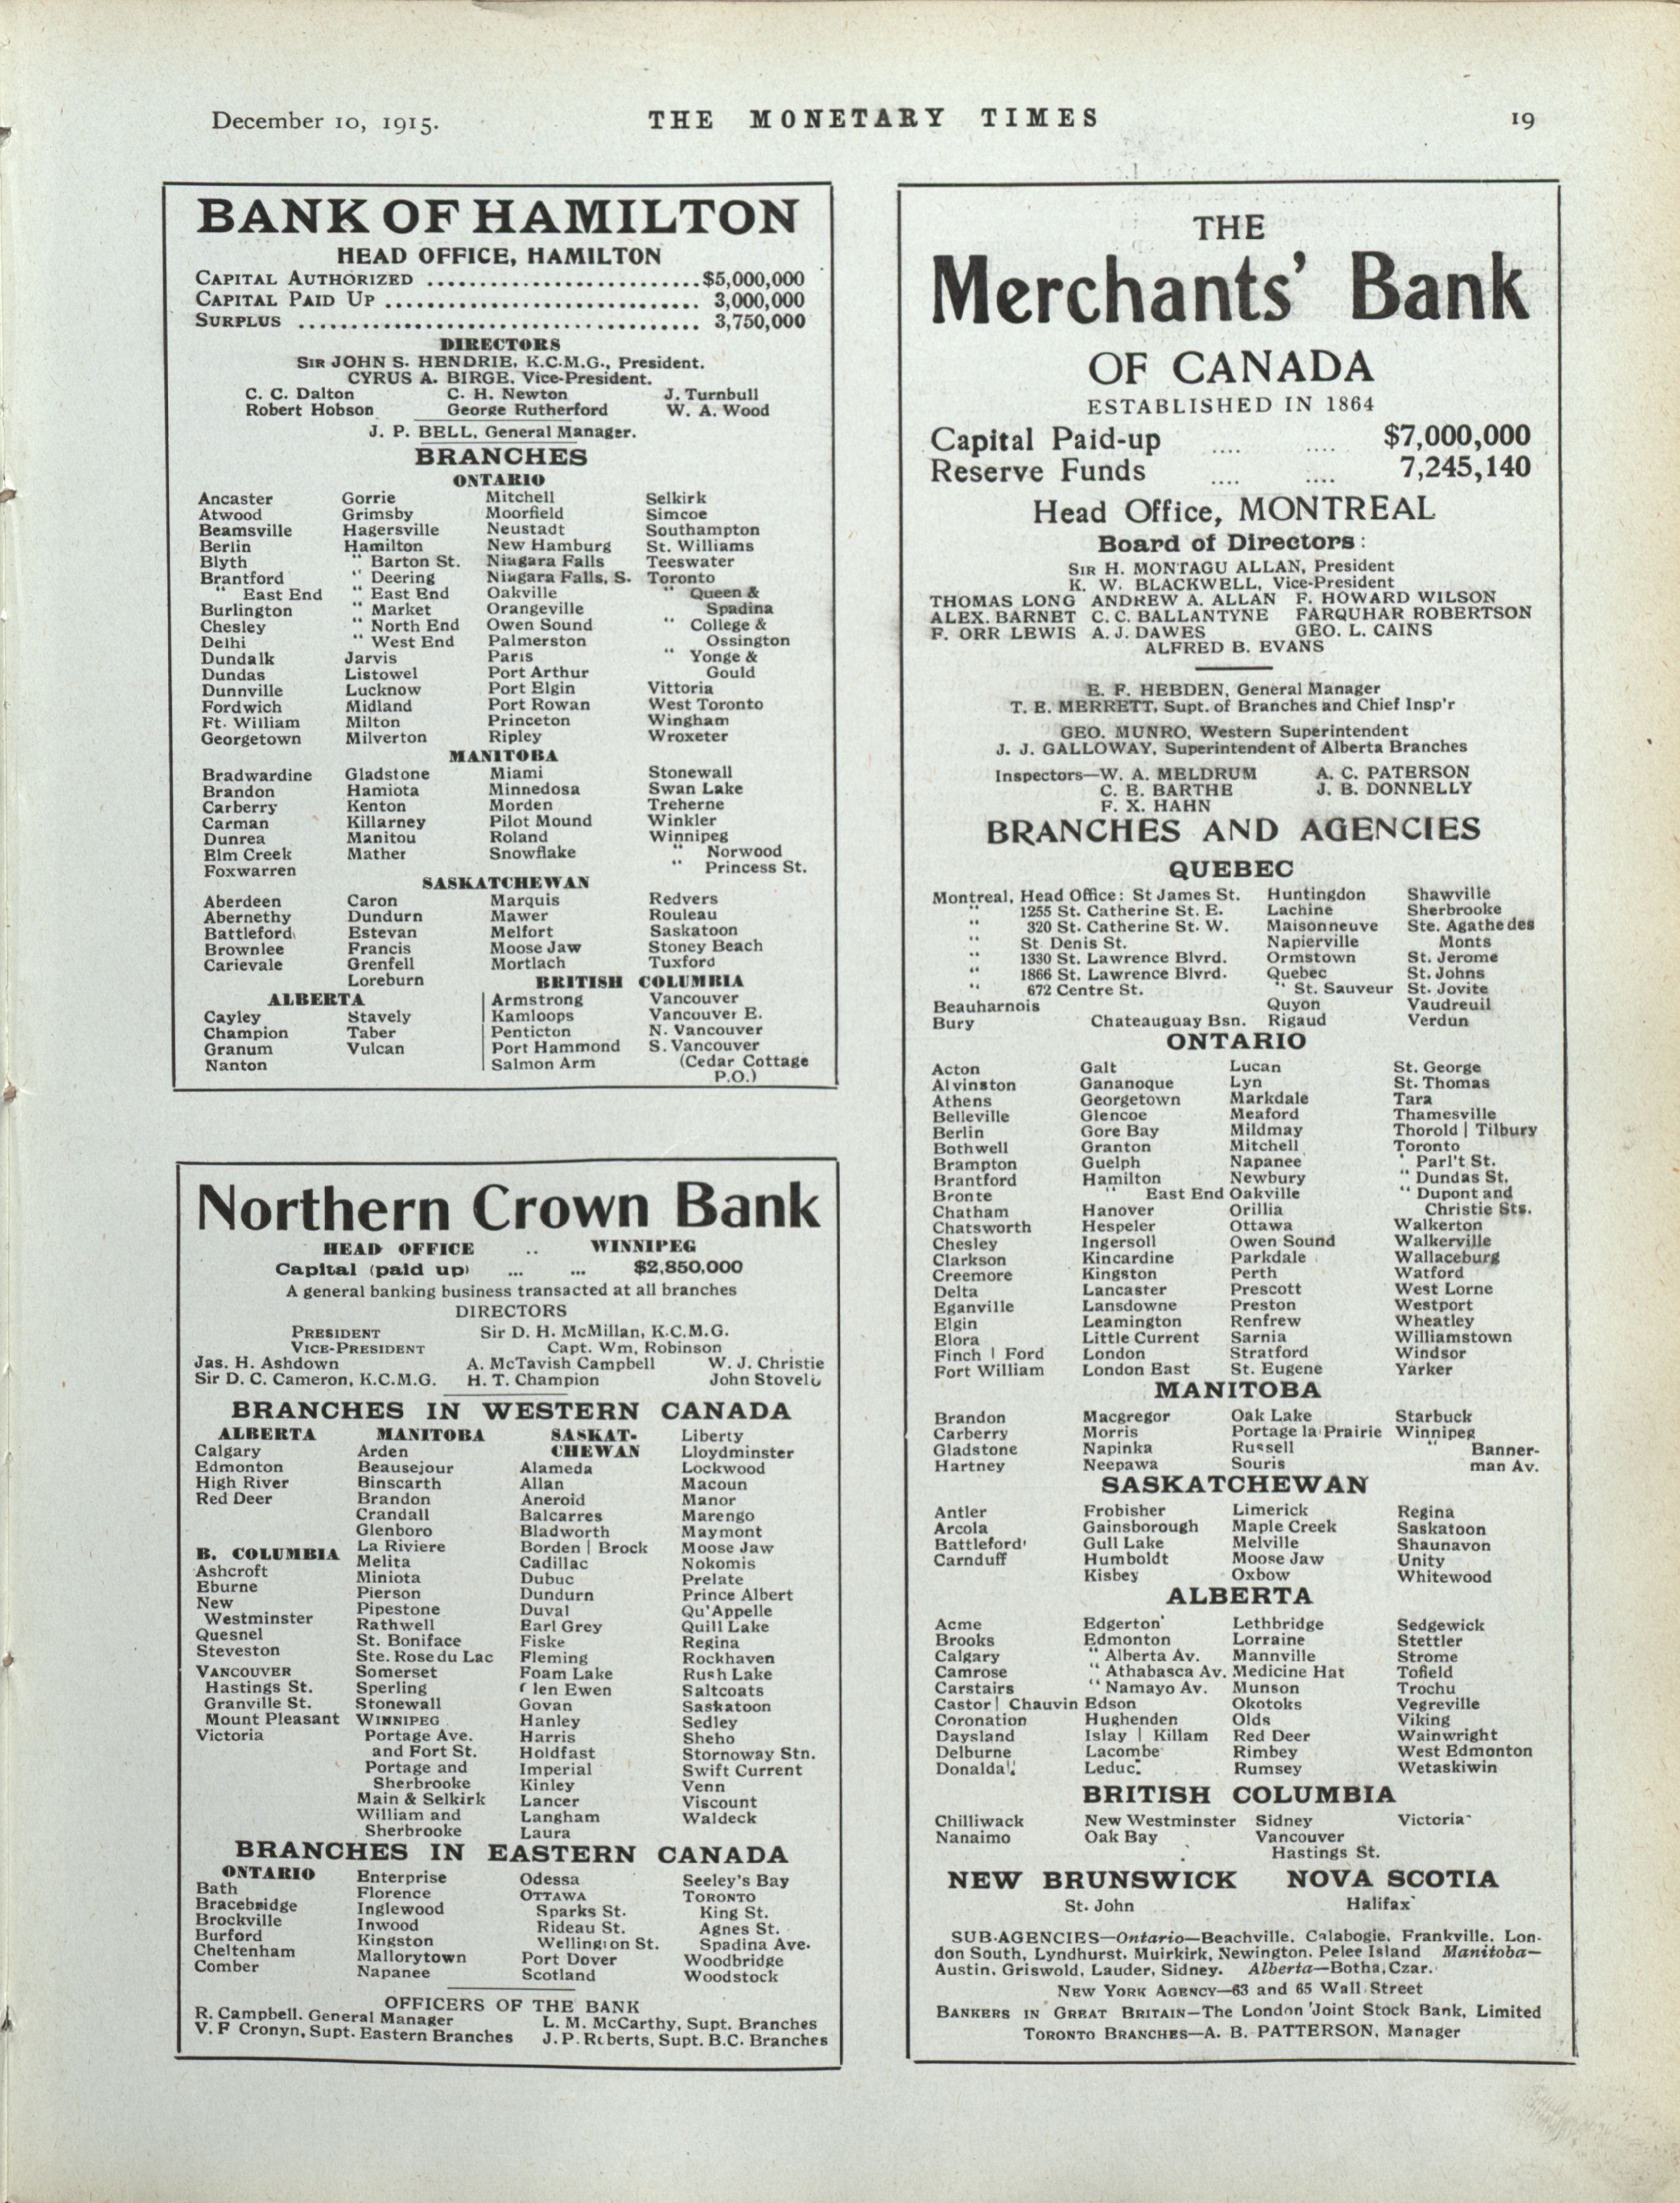 December 10, 1915.
THE MONETARY TIMES
19
BANK OF HAMILTON
HEAD OFFICE, HAMILTON
CAPITAL AUTHORIZED ..........................$5,000,000
CAPITAL PAID UP .............................. 3,000,000
SURPLUS ...................................... 3,750,000
DIRECTORS
SIR JOHN S. HENDRIE, K.C.M.G., President.
CYRUS A. BIRGE, Vice-President.
C. C. Dalton C. H. Newton J. Turnbull
Robert Hobson George Rutherford W. A. Wood
J. P. BELL, General Manager.
BRANCHES
ONTARIO
Ancaster Gorrie Mitchell Selkirk
Atwood Grimsby Moorfield Simcoe
Beamsville Hagersville Neustadt Southampton
Berlin Hamilton New Hamburg St. Williams
Blyth " Barton St. Niagara Falls Teeswater
Brantford " Deering Niagara Falls, S. Toronto
" East End " East End Oakville " Queen &
Burlington " Market Orangeville Spadina
Chesley " North End Owen Sound " College &
Delhi " West End Palmerston Ossington
Dundalk Jarvis Paris " Yonge &
Dundas Listowel Port Arthur Gould
Dunnville Lucknow Port Elgin Vittoria
Fordwich Midland Port Rowan West Toronto
Ft. William Milton Princeton Wingham
Georgetown Milverton Ripley Wroxeter
MANITOBA
Bradwardine Gladstone Miami Stonewall
Brandon Hamiota Minnedosa Swan Lake
Carberry Kenton Morden Treherne
Carman Killarney Pilot Mound Winkler
Dunrea Manitou Roland Winnipeg
Elm Creek Mather Snowflake " Norwood
Foxwarren " Princess St.
SASKATCHEWAN
Aberdeen Caron Marquis Redvers
Abernethy Dundurn Mawer Rouleau
Battleford Estevan Melfort Saskatoon
Brownlee Francis Moose Jaw Stoney Beach
Carievale Grenfell Mortlach Tuxford
Loreburn
ALBERTA
Cayley Stavely
Champion Taber
Granum Vulcan
Nanton
BRITISH COLUMBIA
Armstrong Vancouver
Kamloops Vancouver E.
Penticton N. Vancouver
Port Hammond S. Vancouver
Salmon Arm (Cedar Cottage
P.O.)
Northern Crown Bank
HEAD OFFICE .. WINNIPEG
Capital (paid up) ... ... $2,850,000
A general banking business transacted at all branches
DIRECTORS
PRESIDENT Sir D. H. McMillan, K.C.M.G.
VICE-PRESIDENT Capt. Wm. Robinson
Jas. H. Ashdown A. McTavish Campbell W. J. Christie
Sir D. C. Cameron, K.C.M.G. H. T. Champion John Stovel
BRANCHES IN WESTERN CANADA
ALBERTA
Calgary
Edmonton
High River
Red Deer
B. COLUMBIA
Ashcroft
Eburne
New
Westminster
Quesnel
Steveston
VANCOUVER
Hastings St.
Granville St.
Mount Pleasant
Victoria
MANITOBA
Arden
Beausejour
Binscarth
Brandon
Crandall
Glenboro
La Riviere
Melita
Miniota
Pierson
Pipestone
Rathwell
St. Boniface
Ste. Rose du Lac
Somerset
Sperling
Stonewall
WINNIPEG
Portage Ave.
and Fort St.
Portage and
Sherbrooke
Main & Selkirk
William and
Sherbrooke
SASKAT-
CHEWAN
Alameda
Allan
Aneroid
Balcarres
Bladworth
Borden | Brock
Cadillac
Dubuc
Dundurn
Duval
Earl Grey
Fiske
Fleming
Foam Lake
Glen Ewen
Govan
Hanley
Harris
Holdfast
Imperial
Kinley
Lancer
Langham
Laura
Liberty
Lloydminster
Lockwood
Macoun
Manor
Marengo
Maymont
Moose Jaw
Nokomis
Prelate
Prince Albert
Qu'Appelle
Quill Lake
Regina
Rockhaven
Rush Lake
Saltcoats
Saskatoon
Sedley
Sheho
Stornoway Stn.
Swift Current
Venn
Viscount
Waldeck
BRANCHES IN EASTERN CANADA
ONTARIO
Bath
Bracebridge
Brockville
Burford
Cheltenham
Comber
Enterprise
Florence
Inglewood
Inwood
Kingston
Mallorytown
Napanee
Odessa
OTTAWA
Sparks St.
Rideau St.
Wellington St.
Port Dover
Scotland
Seeley's Bay
TORONTO
King St.
Agnes St.
Spadina Ave.
Woodbridge
Woodstock
OFFICERS OF THE BANK
R. Campbell, General Manager L. M. McCarthy, Supt. Branches
V. F Cronyn, Supt. Eastern Branches J. P. Roberts, Supt. B.C. Branches
THE
Merchants' Bank
OF CANADA
ESTABLISHED IN 1864
Capital Paid-up .... .... $7,000,000
Reserve Funds .... .... 7,245,140
Head Office, MONTREAL
Board of Directors:
SIR H. MONTAGU ALLAN, President
K. W. BLACKWELL, Vice-President
THOMAS LONG ANDREW A. ALLAN F. HOWARD WILSON
ALEX. BARNET C. C. BALLANTYNE FARQUHAR ROBERTSON
F. ORR LEWIS A. J. DAWES GEO. L. CAINS
ALFRED B. EVANS
E. F. HEBDEN, General Manager
T. E. MERRETT, Supt. of Branches and Chief Insp'r
GEO. MUNRO, Western Superintendent
J. J. GALLOWAY, Superintendent of Alberta Branches
Inspectors—W. A. MELDRUM A. C. PATERSON
C. E. BARTHE J. B. DONNELLY
F. X. HAHN
BRANCHES AND AGENCIES
QUEBEC
Montreal, Head Office: St James St. Huntingdon Shawville
" 1255 St. Catherine St. E. Lachine Sherbrooke
" 320 St. Catherine St. W. Maisonneuve Ste. Agathe des
" St Denis St. Napierville Monts
" 1330 St. Lawrence Blvrd. Ormstown St. Jerome
" 1866 St. Lawrence Blvrd. Quebec St. Johns
" 672 Centre St. " St. Sauveur St. Jovite
Beauharnois Quyon Vaudreuil
Bury Chateauguay Bsn. Rigaud Verdun
ONTARIO
Acton Galt Lucan St. George
Alvinston Gananoque Lyn St. Thomas
Athens Georgetown Markdale Tara
Belleville Glencoe Meaford Thamesville
Berlin Gore Bay Mildmay Thorold | Tilbury
Bothwell Granton Mitchell Toronto
Brampton Guelph Napanee " Parl't St.
Brantford Hamilton Newbury " Dundas St.
Bronte " East End Oakville " Dupont and
Chatham Hanover Orillia Christie Sts.
Chatsworth Hespeler Ottawa Walkerton
Chesley Ingersoll Owen Sound Walkerville
Clarkson Kincardine Parkdale Wallaceburg
Creemore Kingston Perth Watford
Delta Lancaster Prescott West Lorne
Eganville Lansdowne Preston Westport
Elgin Leamington Renfrew Wheatley
Elora Little Current Sarnia Williamstown
Finch | Ford London Stratford Windsor
Fort William London East St. Eugene Yarker
MANITOBA
Brandon Macgregor Oak Lake Starbuck
Carberry Morris Portage la Prairie Winnipeg
Gladstone Napinka Russell " Banner-
Hartney Neepawa Souris man Av.
SASKATCHEWAN
Antler Frobisher Limerick Regina
Arcola Gainsborough Maple Creek Saskatoon
Battleford Gull Lake Melville Shaunavon
Carnduff Humboldt Moose Jaw Unity
Kisbey Oxbow Whitewood
ALBERTA
Acme Edgerton Lethbridge Sedgewick
Brooks Edmonton Lorraine Stettler
Calgary " Alberta Av. Mannville Strome
Camrose " Athabasca Av. Medicine Hat Tofield
Carstairs " Namayo Av. Munson Trochu
Castor | Chauvin Edson Okotoks Vegreville
Coronation Hughenden Olds Viking
Daysland Islay | Killam Red Deer Wainwright
Delburne Lacombe Rimbey West Edmonton
Donalda Leduc Rumsey Wetaskiwin
BRITISH COLUMBIA
Chilliwack New Westminster Sidney Victoria
Nanaimo Oak Bay Vancouver
Hastings St.
NEW BRUNSWICK NOVA SCOTIA
St. John Halifax
SUB-AGENCIES—Ontario—Beachville, Calabogie, Frankville, Lon-
don South, Lyndhurst, Muirkirk, Newington, Pelee Island Manitoba—
Austin, Griswold, Lauder, Sidney. Alberta—Botha, Czar.
NEW YORK AGENCY—63 and 65 Wall Street
BANKERS IN GREAT BRITAIN—The London Joint Stock Bank, Limited
TORONTO BRANCHES—A. B. PATTERSON, Manager